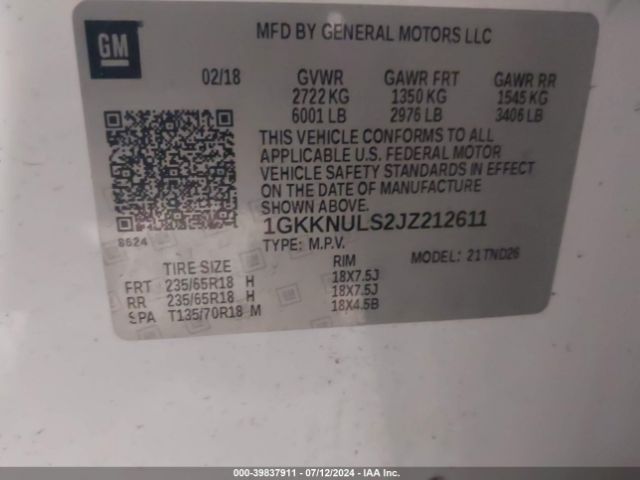 GM
MFD BY GENERAL MOTORS LLC
02/18 GVWR GAWR FRT GAWR RR
2722 KG 1350 KG 1545 KG
6001 LB 2976 LB 3406 LB
THIS VEHICLE CONFORMS TO ALL
APPLICABLE U.S. FEDERAL MOTOR
VEHICLE SAFETY STANDARDS IN EFFECT
ON THE DATE OF MANUFACTURE
SHOWN ABOVE.
1GKKNULS2JZ212611
8624
TYPE: M.P.V. MODEL: 21TND26
TIRE SIZE RIM
FRT 235/65R18 H 18X7.5J
RR 235/65R18 H 18X7.5J
SPA T135/70R18 M 18X4.5B
000-39837911 - 07/12/2024 - IAA Inc.